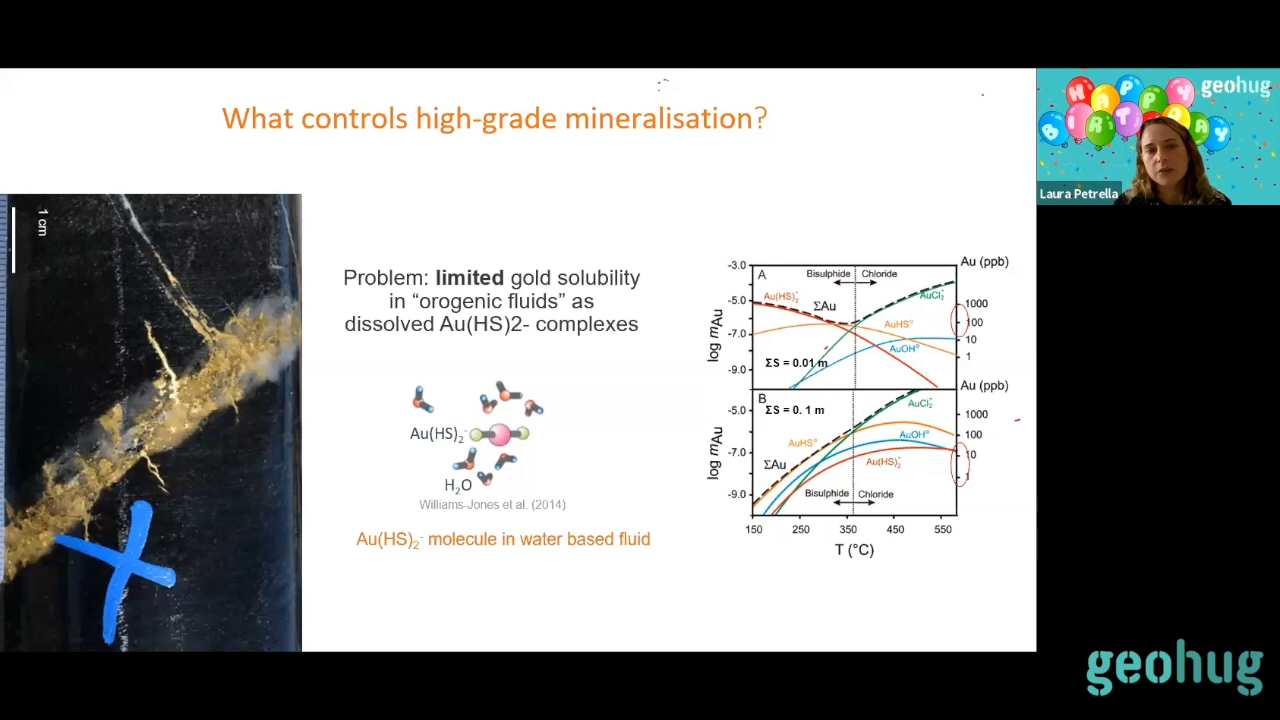 What controls high-grade mineralisation?
1 cm
Problem: limited gold solubility
in “orogenic fluids” as
dissolved Au(HS)2- complexes
Au(HS)₂⁻
H₂O
Williams-Jones et al. (2014)
Au(HS)₂⁻ molecule in water based fluid
A
Bisulphide
Chloride
Au (ppb)
-3.0
-5.0
-7.0
-9.0
log mAu
Au(HS)₂⁻
ΣAu
AuCl₂⁻
AuHS°
AuOH°
ΣS = 0.01 m
1000
100
10
1
Au (ppb)
B
ΣS = 0. 1 m
-5.0
-7.0
-9.0
log mAu
AuHS°
ΣAu
AuCl₂⁻
AuOH°
Au(HS)₂⁻
Bisulphide
Chloride
1000
100
10
1
150
250
350
450
550
T (°C)
HAPPY
BIRTHDAY
geohug
Laura Petrella
geohug